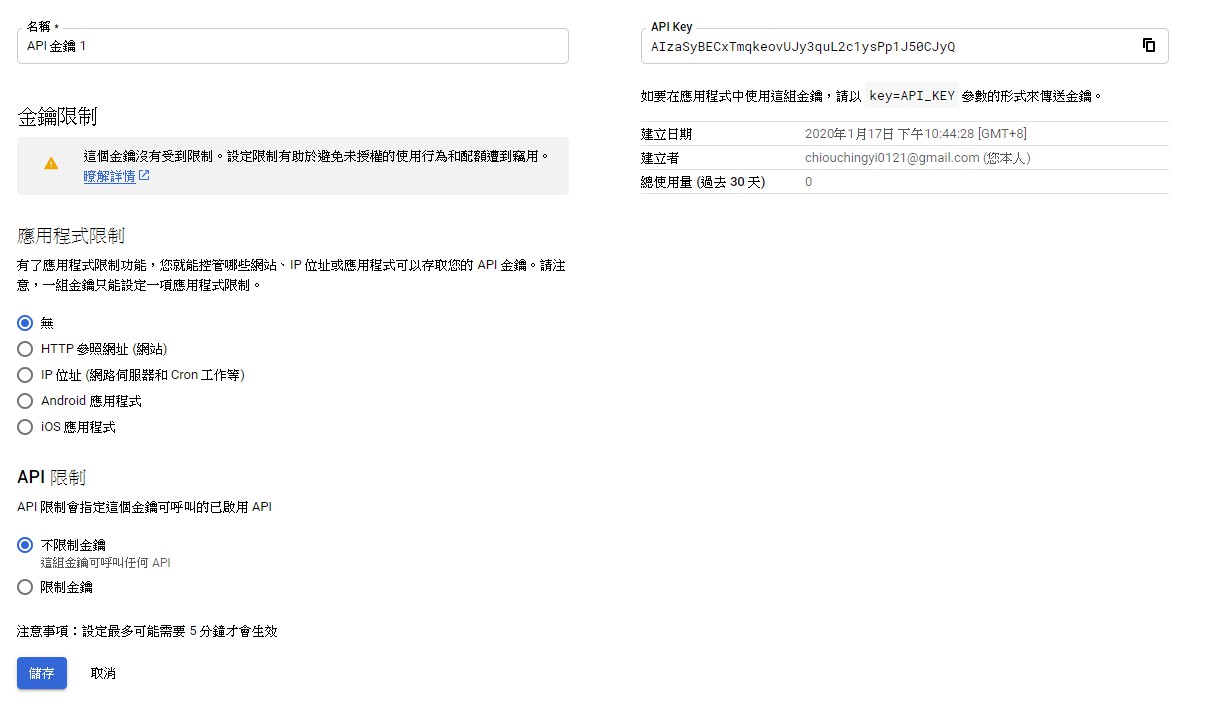 名稱 *
API 金鑰 1
金鑰限制
這個金鑰沒有受到限制。設定限制有助於避免未授權的使用行為和配額遭到竊用。
瞭解詳情
應用程式限制
有了應用程式限制功能，您就能控管哪些網站、IP 位址或應用程式可以存取您的 API 金鑰。請注
意，一組金鑰只能設定一項應用程式限制。
無
HTTP 參照網址 (網站)
IP 位址 (網路伺服器和 Cron 工作等)
Android 應用程式
iOS 應用程式
API 限制
API 限制會指定這個金鑰可呼叫的已啟用 API
不限制金鑰
這組金鑰可呼叫任何 API
限制金鑰
注意事項：設定最多可能需要 5 分鐘才會生效
儲存 取消
API Key
AIzaSyBECxTmqkeovUJy3quL2c1ysPp1J50CJyQ
如要在應用程式中使用這組金鑰，請以 key=API_KEY 參數的形式來傳送金鑰。
建立日期 2020年1月17日 下午10:44:28 [GMT+8]
建立者 chiouchingyi0121@gmail.com (您本人)
總使用量 (過去 30 天) 0